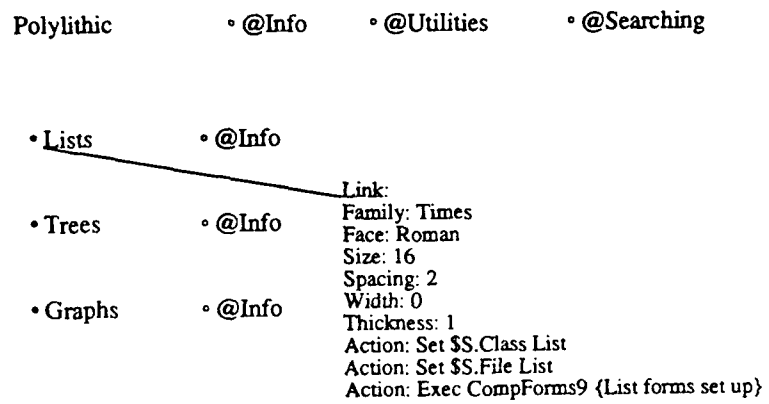 Polylithic ◦ @Info ◦ @Utilities ◦ @Searching
• Lists ◦ @Info
• Trees ◦ @Info
• Graphs ◦ @Info
Link:
Family: Times
Face: Roman
Size: 16
Spacing: 2
Width: 0
Thickness: 1
Action: Set $S.Class List
Action: Set $S.File List
Action: Exec CompForms9 {List forms set up}